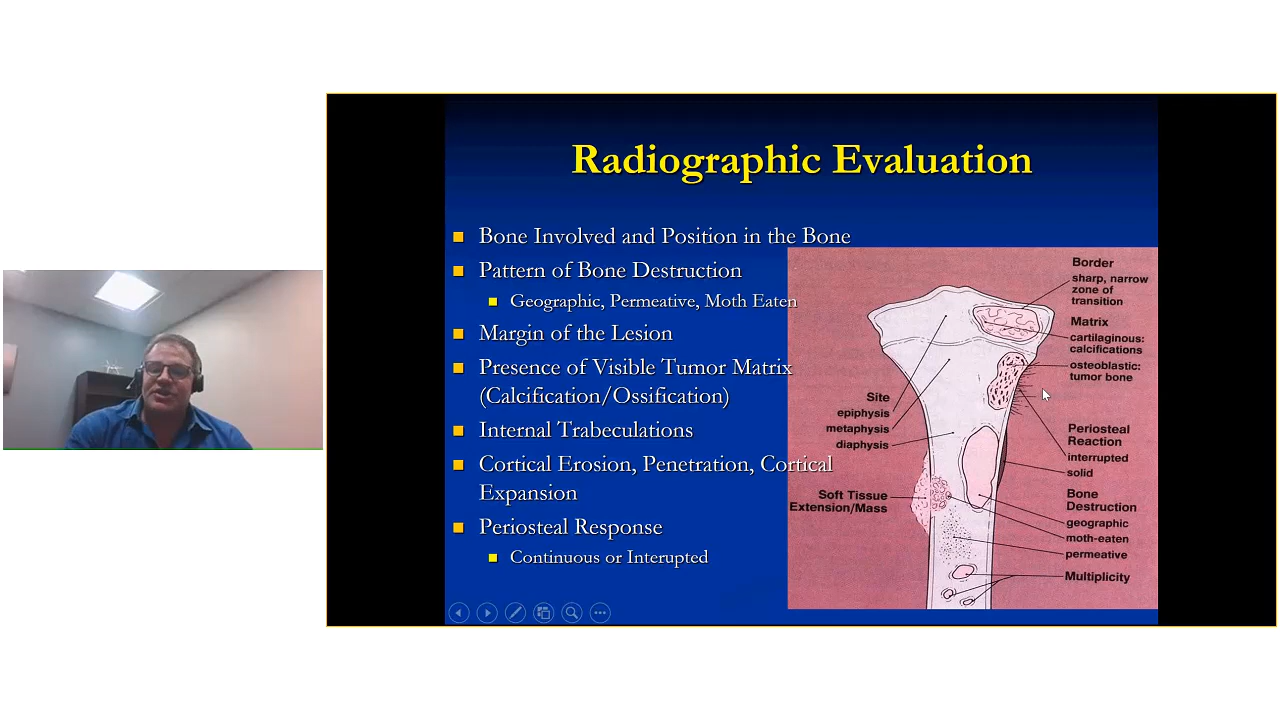 Radiographic Evaluation
Bone Involved and Position in the Bone
Pattern of Bone Destruction
Geographic, Permeative, Moth Eaten
Margin of the Lesion
Presence of Visible Tumor Matrix
(Calcification/Ossification)
Internal Trabeculations
Cortical Erosion, Penetration, Cortical
Expansion
Periosteal Response
Continuous or Interupted
Border
sharp, narrow
zone of
transition
Matrix
cartilaginous:
calcifications
osteoblastic:
tumor bone
Site
epiphysis
metaphysis
diaphysis
Periosteal
Reaction
interrupted
solid
Soft Tissue
Extension/Mass
Bone
Destruction
geographic
moth-eaten
permeative
Multiplicity